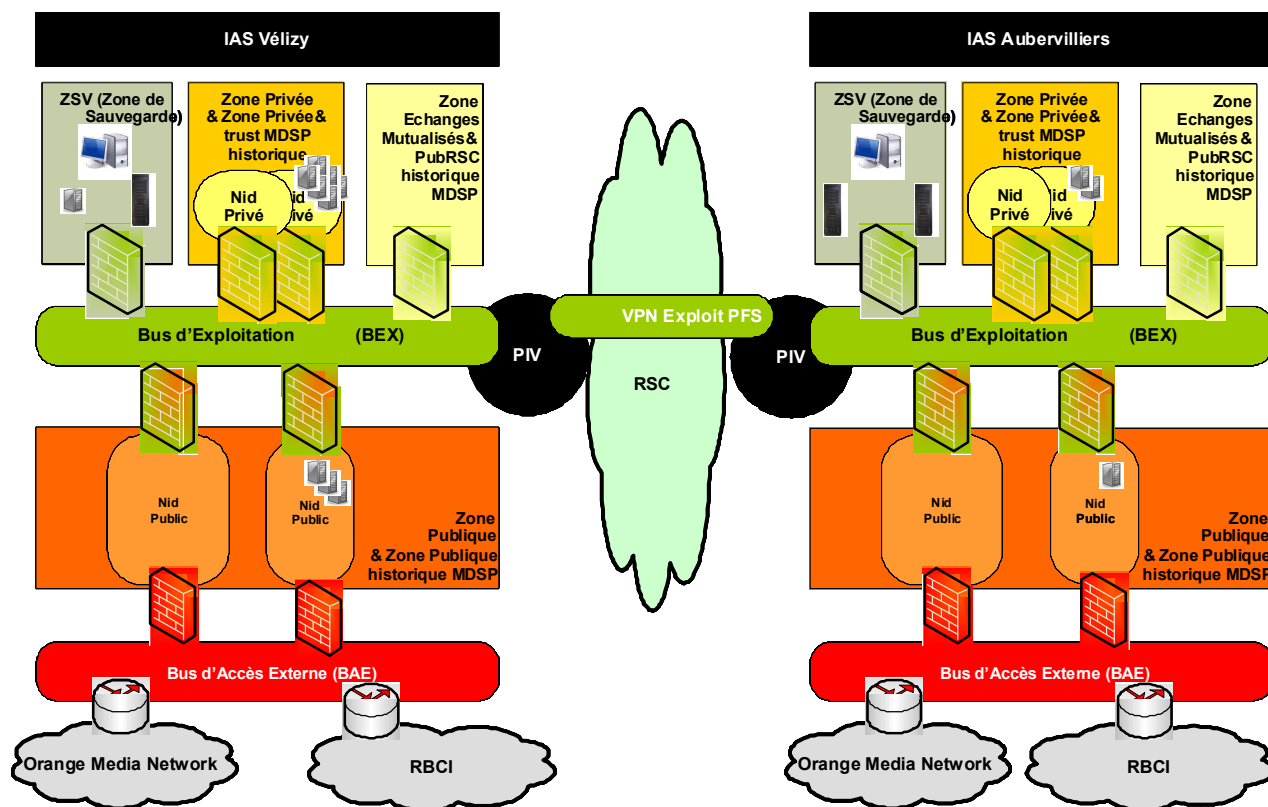 IAS Vélizy
ZSV (Zone de
Sauvegarde)
Zone Privée
& Zone Privée &
trust MDSP
historique
Nid
Privé
Nid
Privé
Zone
Echanges
Mutualisés &
PubRSC
historique
MDSP
Bus d'Exploitation (BEX)
PIV
Nid
Public
Nid
Public
Zone
Publique
& Zone Publique
historique MDSP
Bus d'Accès Externe (BAE)
Orange Media Network
RBCI
VPN Exploit PFS
RSC
IAS Aubervilliers
ZSV (Zone de
Sauvegarde)
Zone Privée
& Zone Privée &
trust MDSP
historique
Nid
Privé
Nid
Privé
Zone
Echanges
Mutualisés &
PubRSC
historique
MDSP
PIV
Bus d'Exploitation (BEX)
Nid
Public
Nid
Public
Zone
Publique
& Zone Publique
historique MDSP
Bus d'Accès Externe (BAE)
Orange Media Network
RBCI